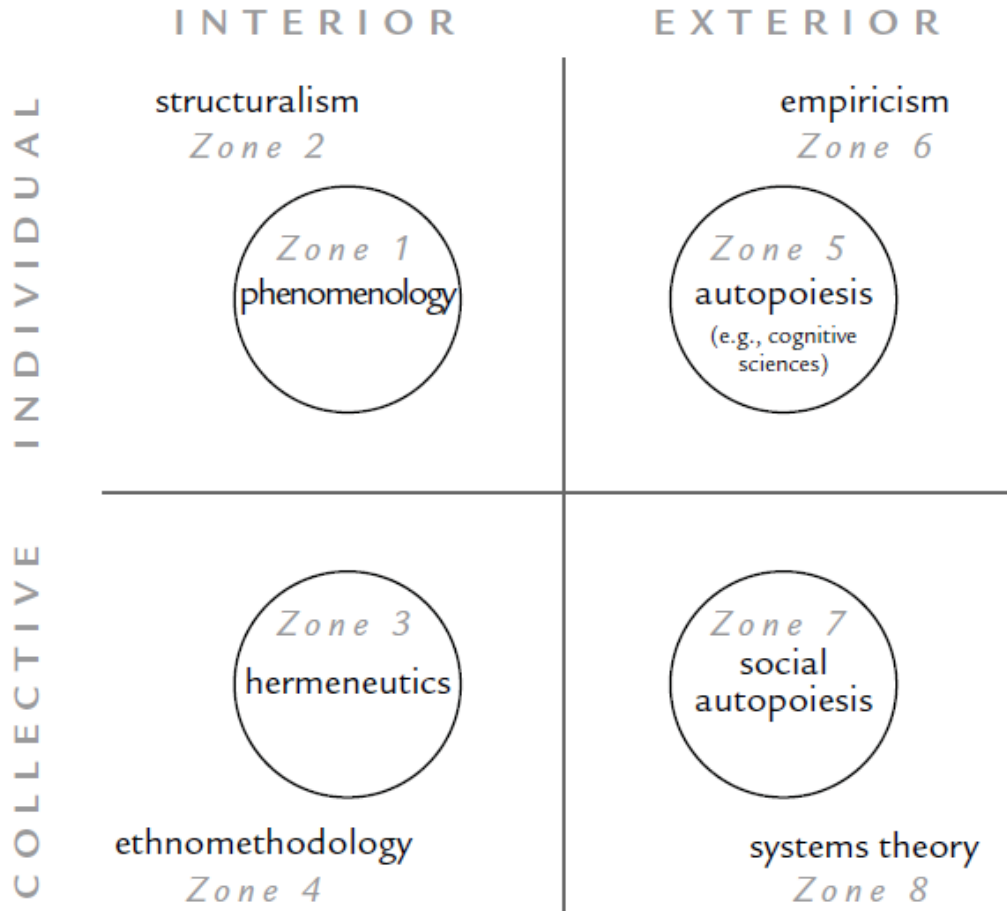 INTERIOR
EXTERIOR
INDIVIDUAL
structuralism
Zone 2
Zone 1
phenomenology
empiricism
Zone 6
Zone 5
autopoiesis
(e.g., cognitive
sciences)
COLLECTIVE
Zone 3
hermeneutics
ethnomethodology
Zone 4
Zone 7
social
autopoiesis
systems theory
Zone 8